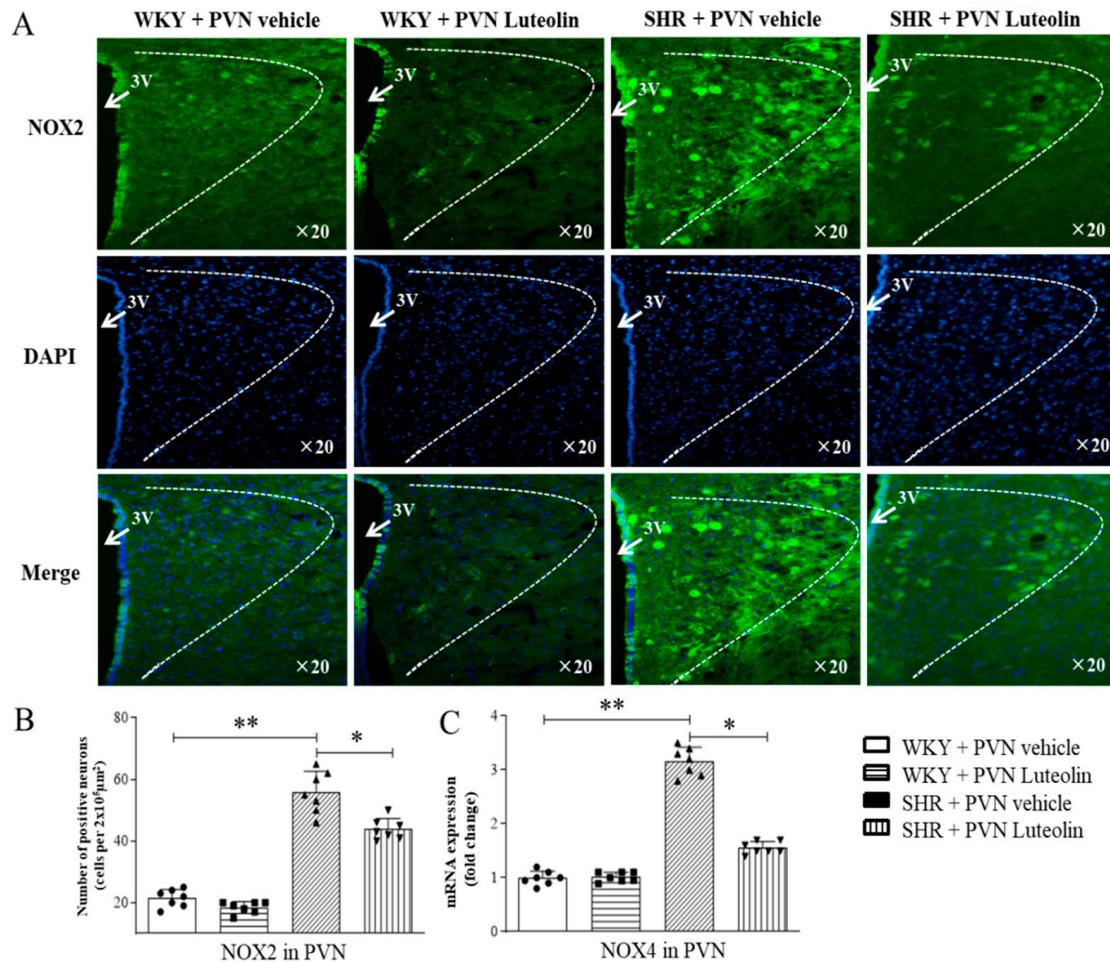 A
WKY + PVN vehicle
WKY + PVN Luteolin
SHR + PVN vehicle
SHR + PVN Luteolin
NOX2
3V
×20
3V
×20
3V
×20
3V
×20
DAPI
3V
×20
3V
×20
3V
×20
3V
×20
Merge
3V
×20
3V
×20
3V
×20
3V
×20
B
Number of positive neurons
(cells per 2x10⁵μm²)
80
60
40
20
**
*
NOX2 in PVN
C
mRNA expression
(fold change)
4
3
2
1
0
**
*
NOX4 in PVN
WKY + PVN vehicle
WKY + PVN Luteolin
SHR + PVN vehicle
SHR + PVN Luteolin